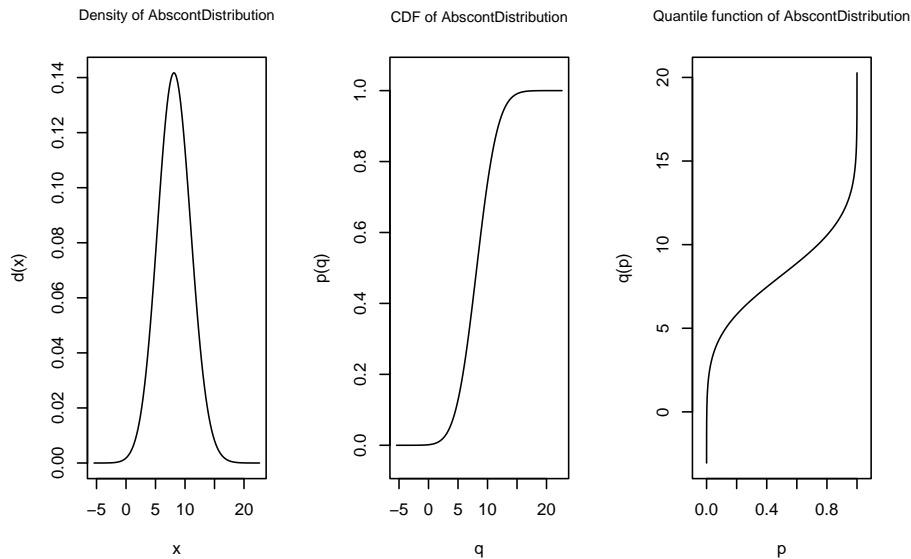 Density of AbscontDistribution
CDF of AbscontDistribution
Quantile function of AbscontDistribution
d(x)
0.00 0.02 0.04 0.06 0.08 0.10 0.12 0.14
−5 0 5 10 20
x
p(q)
0.0 0.2 0.4 0.6 0.8 1.0
−5 0 5 10 20
q
q(p)
0 5 10 15 20
0.0 0.4 0.8
p